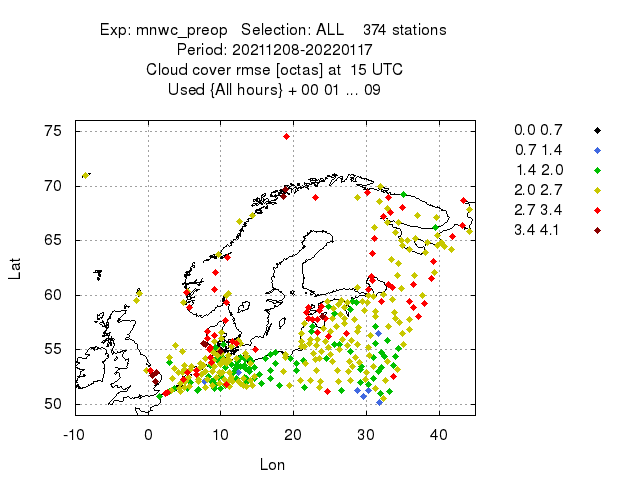 Exp: mnwc_preop Selection: ALL 374 stations
Period: 20211208-20220117
Cloud cover rmse [octas] at 15 UTC
Used {All hours} + 00 01 ... 09
0.0 0.7
0.7 1.4
1.4 2.0
2.0 2.7
2.7 3.4
3.4 4.1
75
70
65
60
55
50
Lat
-10 0 10 20 30 40
Lon